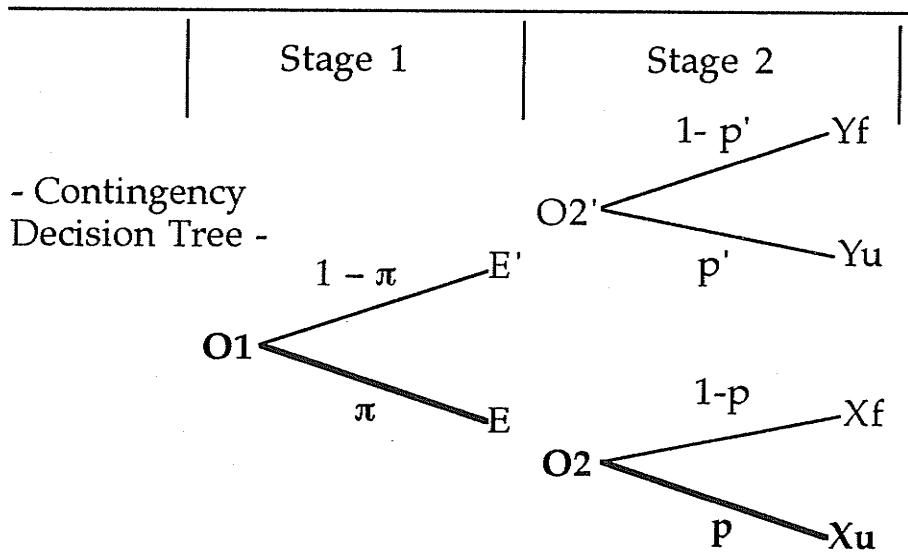 Stage 1
Stage 2
1- p'
Yf
- Contingency
Decision Tree -
O2'
Yu
p'
1 – π
E'
O1
π
E
1-p
Xf
O2
p
Xu